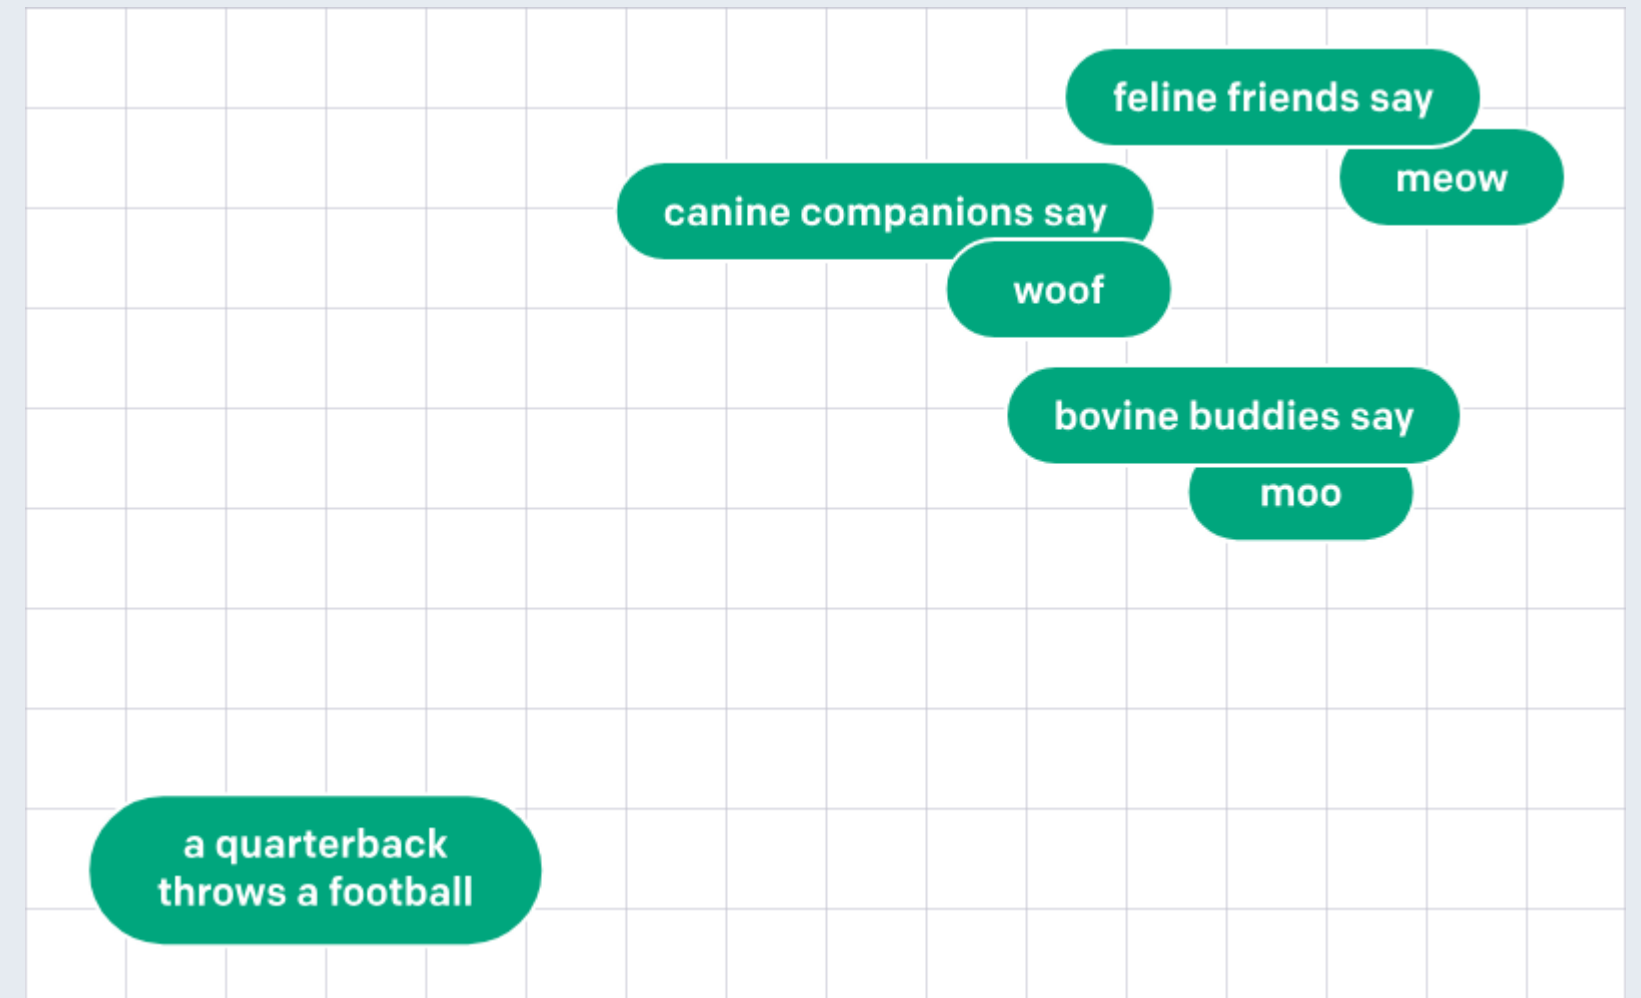 feline friends say
meow
canine companions say
woof
bovine buddies say
moo
a quarterback
throws a football